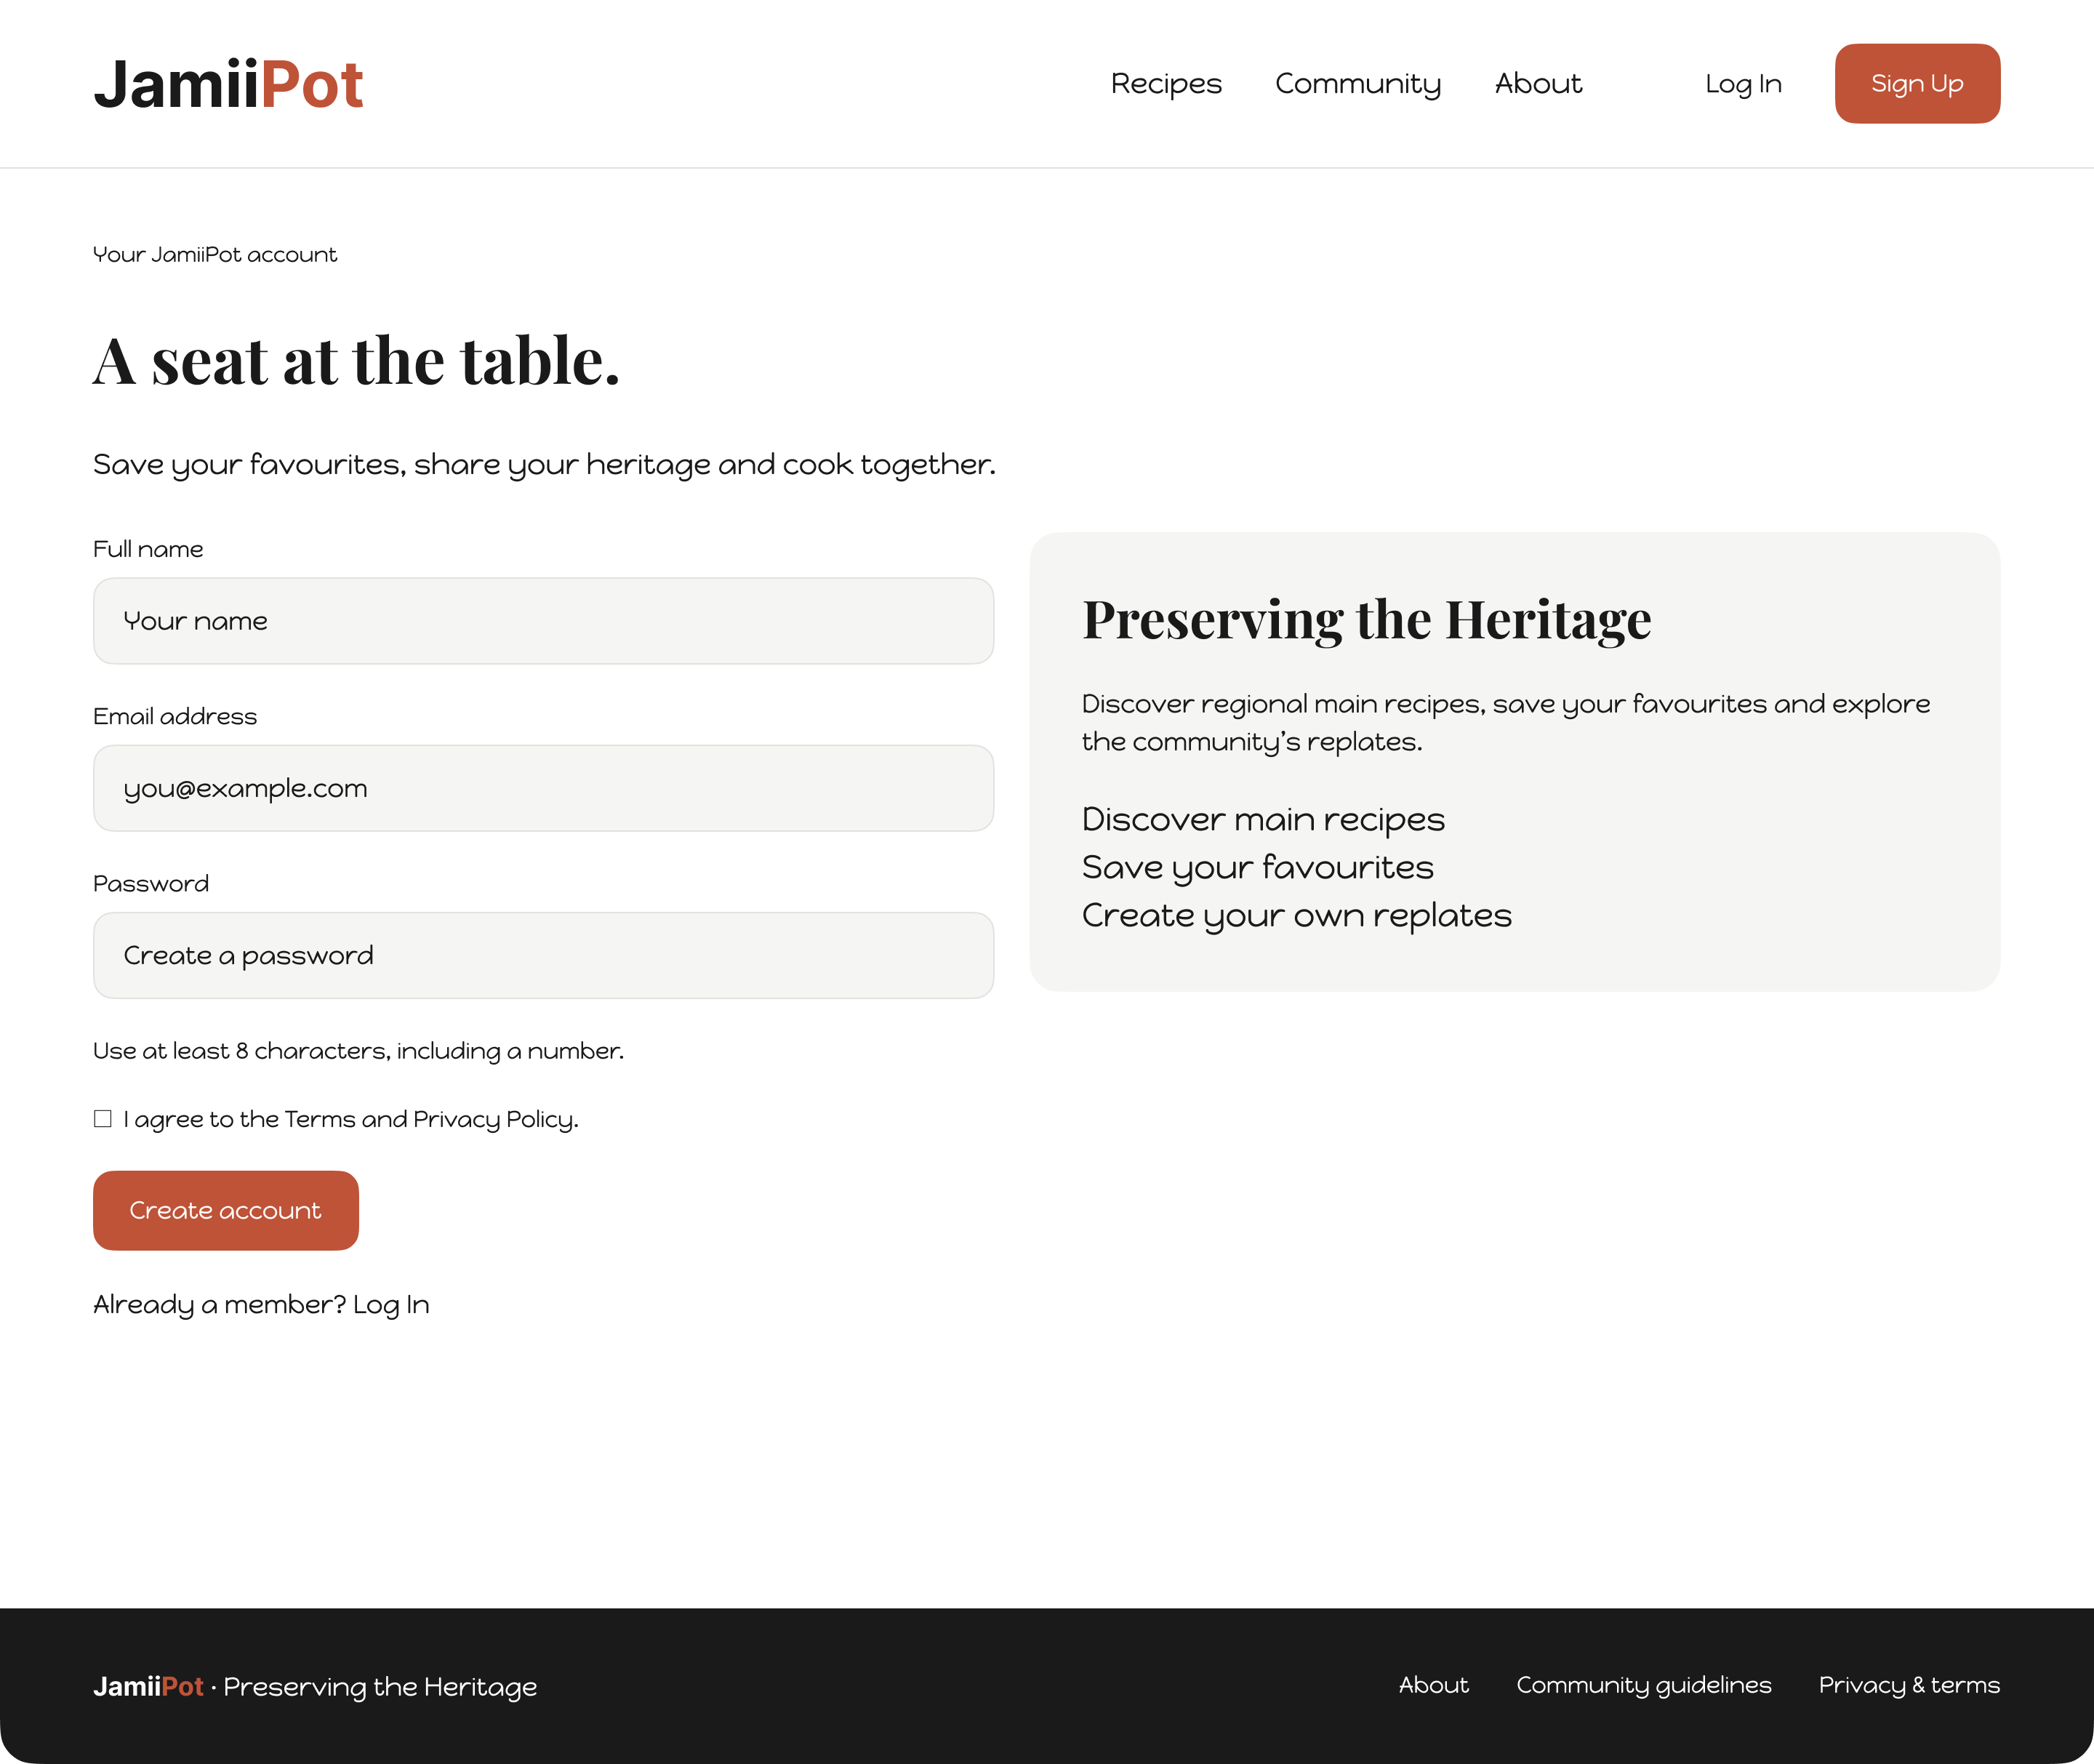 JamiiPot
Recipes Community About Log In Sign Up
Your JamiiPot account
A seat at the table.
Save your favourites, share your heritage and cook together.
Full name
Your name
Email address
you@example.com
Password
Create a password
Use at least 8 characters, including a number.
I agree to the Terms and Privacy Policy.
Create account
Already a member? Log In
Preserving the Heritage
Discover regional main recipes, save your favourites and explore
the community’s replates.
Discover main recipes
Save your favourites
Create your own replates
JamiiPot · Preserving the Heritage
About Community guidelines Privacy & terms